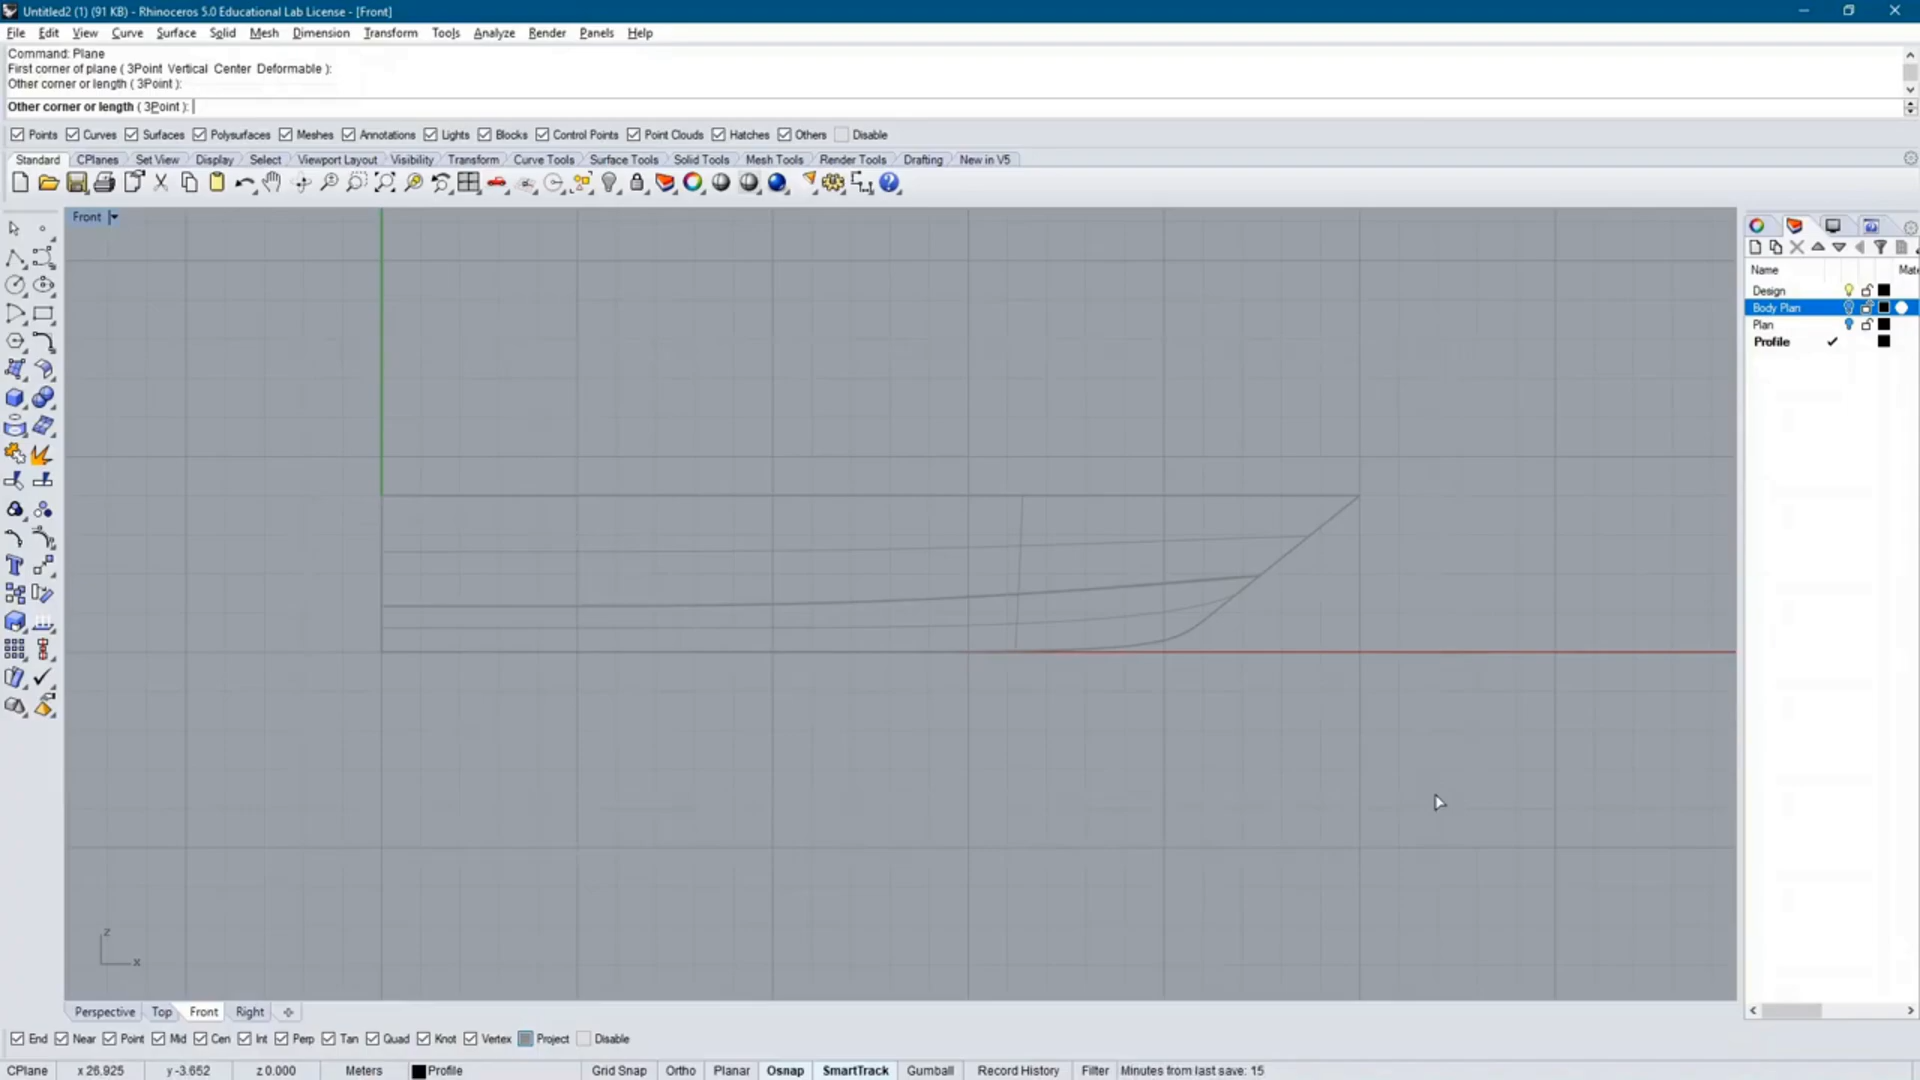 Untitled2 (1) (91 KB) - Rhinoceros 5.0 Educational Lab License - [Front]
File Edit View Curve Surface Solid Mesh Dimension Transform Tools Analyze Render Panels Help
Command: Plane
First corner of plane ( 3Point Vertical Center Deformable ):
Other corner or length ( 3Point ):
Other corner or length ( 3Point ):
Points Curves Surfaces Polysurfaces Meshes Annotations Lights Blocks Control Points Point Clouds Hatches Others Disable
Standard CPlanes Set View Display Select Viewport Layout Visibility Transform Curve Tools Surface Tools Solid Tools Mesh Tools Render Tools Drafting New in V5
Front
Name Mate
Design
Body Plan
Plan
Profile
z
x
Perspective Top Front Right
End Near Point Mid Cen Int Perp Tan Quad Knot Vertex Project Disable
CPlane x 26.925 y -3.652 z 0.000 Meters Profile Grid Snap Ortho Planar Osnap SmartTrack Gumball Record History Filter Minutes from last save: 15